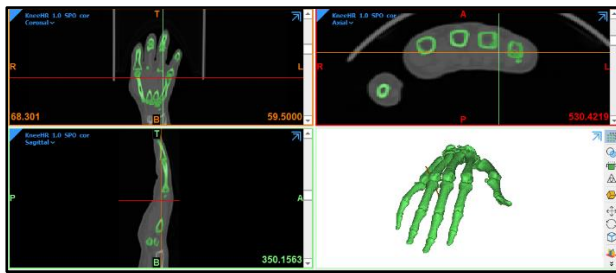 KneeHR 1.0 SPO cor
Coronal
T
R
L
68.301
B
59.5000
KneeHR 1.0 SPO cor
Axial
A
R
L
P
530.4219
KneeHR 1.0 SPO cor
Sagittal
T
P
A
B
350.1563